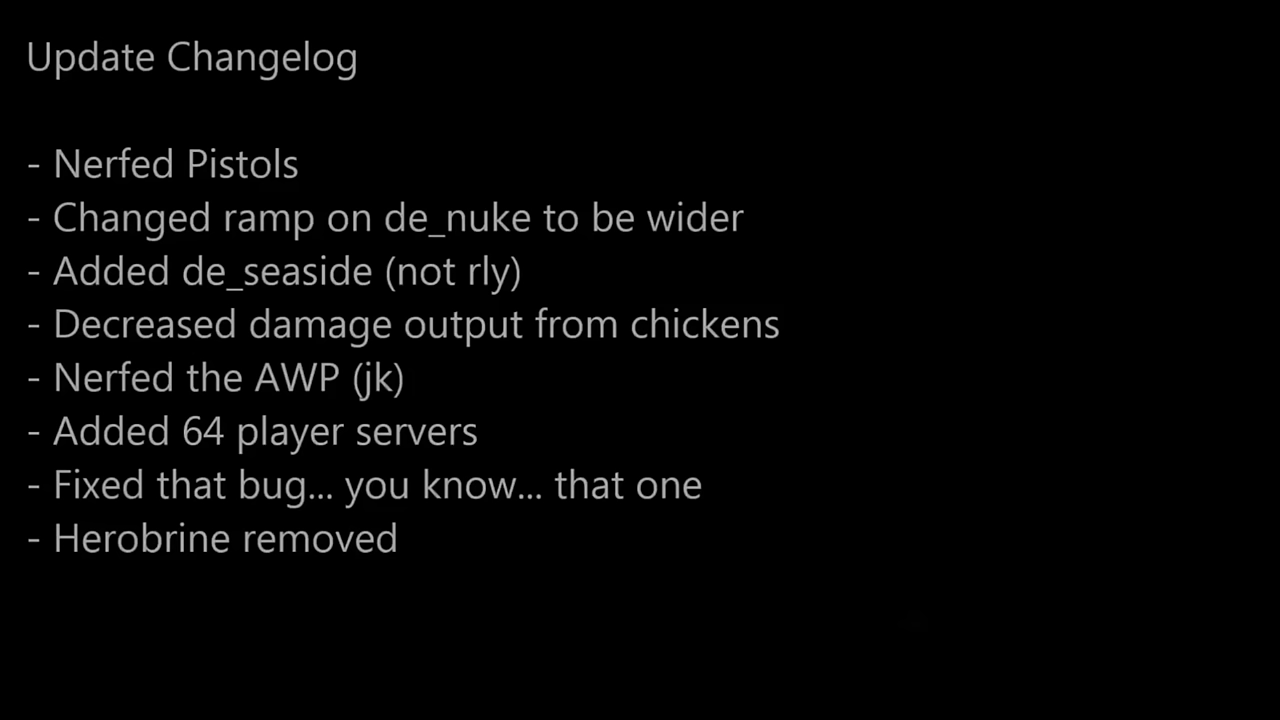 Update Changelog
- Nerfed Pistols
- Changed ramp on de_nuke to be wider
- Added de_seaside (not rly)
- Decreased damage output from chickens
- Nerfed the AWP (jk)
- Added 64 player servers
- Fixed that bug... you know... that one
- Herobrine removed